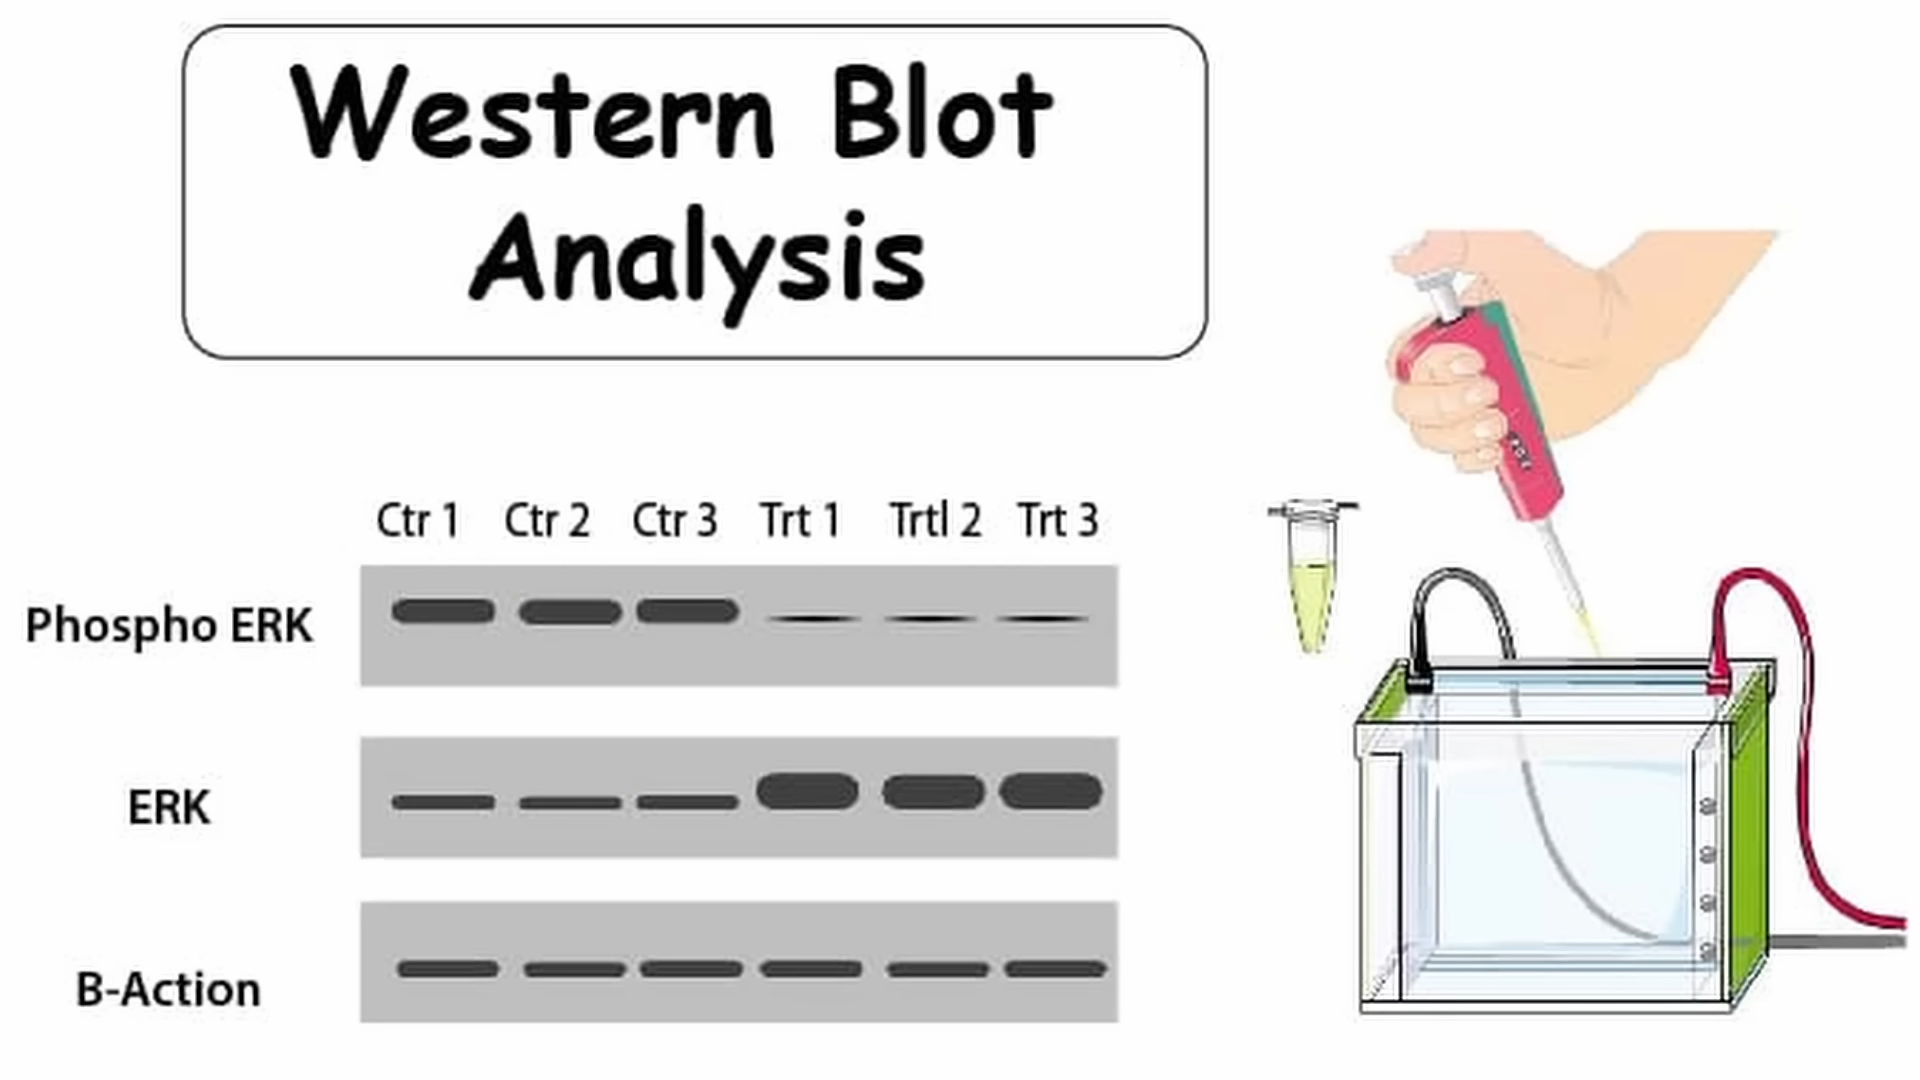 Western Blot
Analysis
Ctr 1 Ctr 2 Ctr 3 Trt 1 Trtl 2 Trt 3
Phospho ERK
ERK
B-Action